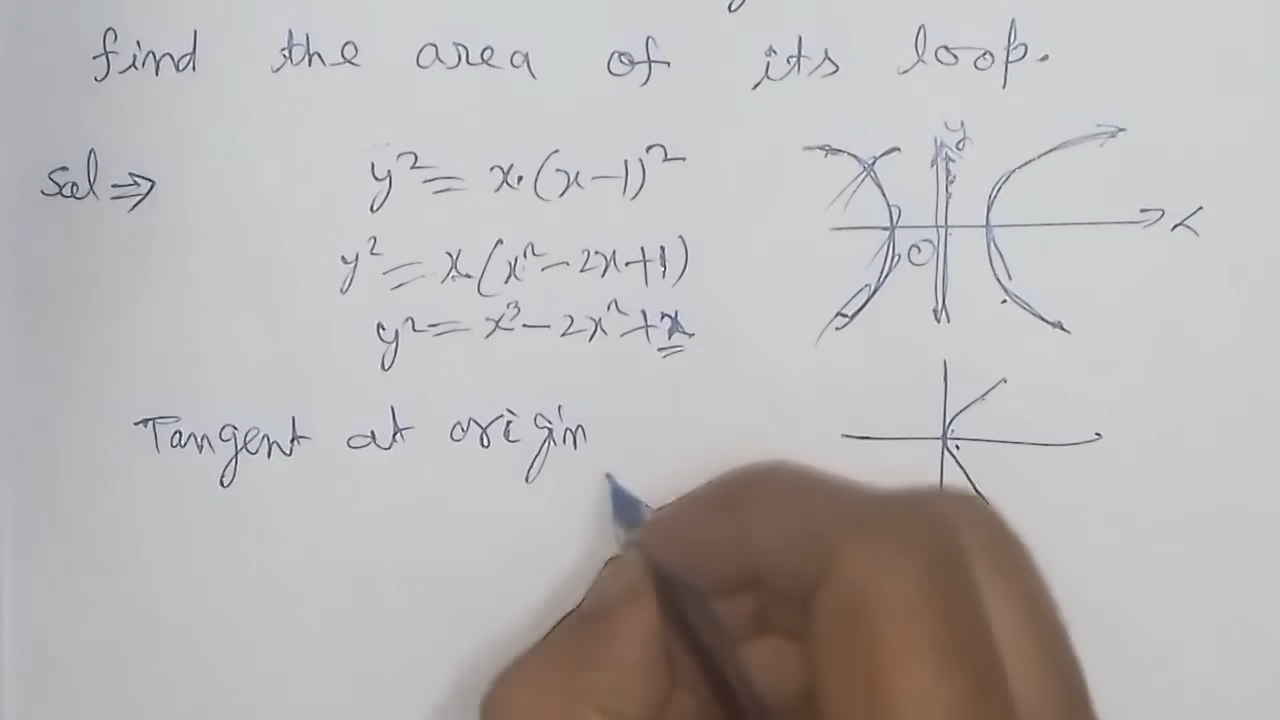 find the area of its loop.
Sol ⇒ y² = x.(x-1)²
y² = x.(x²-2x+1)
y² = x³-2x²+x
Tangent at origin
y
O